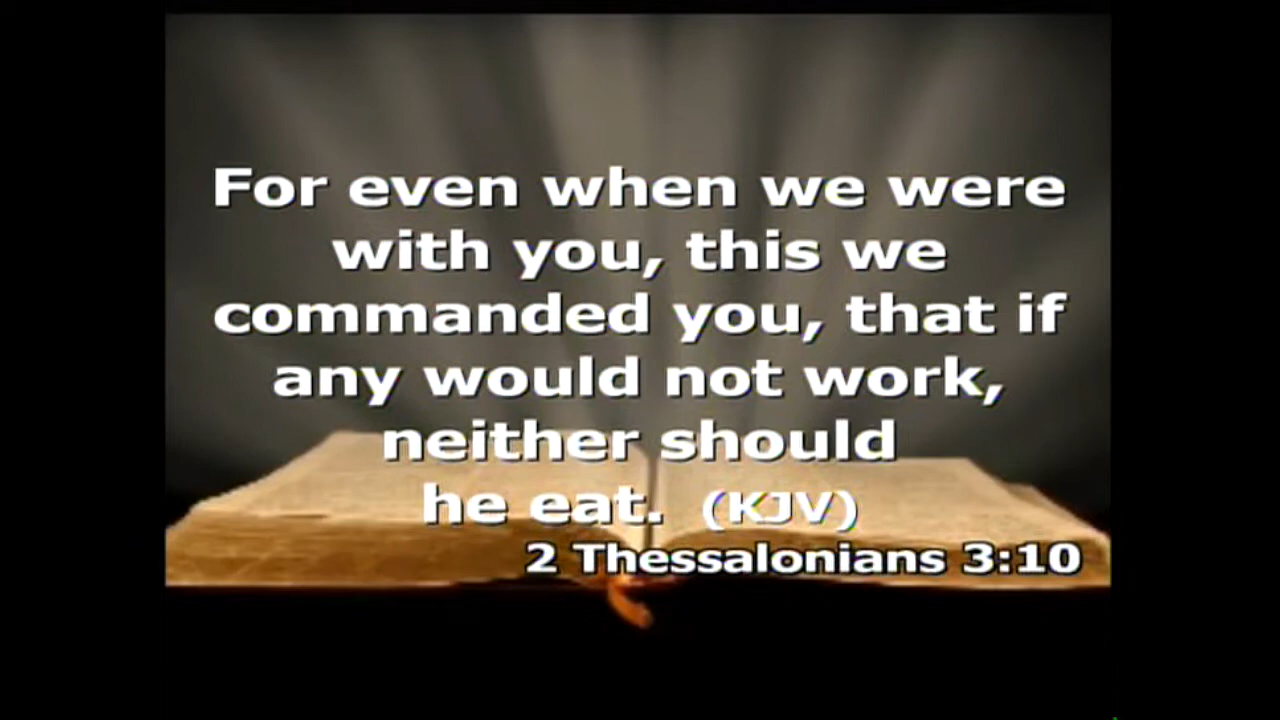 For even when we were
with you, this we
commanded you, that if
any would not work,
neither should
he eat. (KJV)
2 Thessalonians 3:10